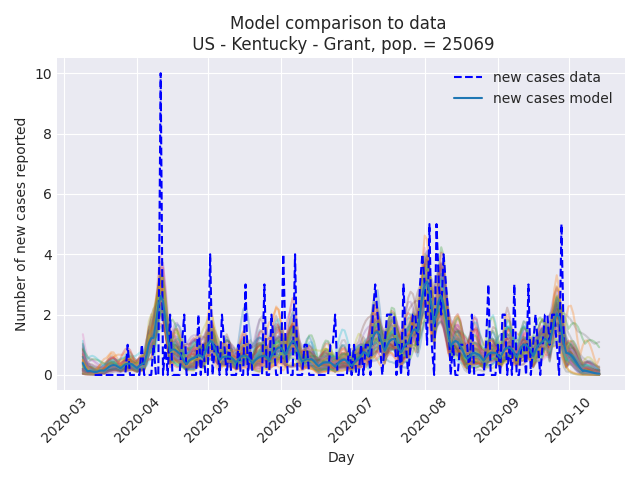 Model comparison to data
US - Kentucky - Grant, pop. = 25069
new cases data
new cases model
Number of new cases reported
10
8
6
4
2
0
2020-03
2020-04
2020-05
2020-06
2020-07
2020-08
2020-09
2020-10
Day